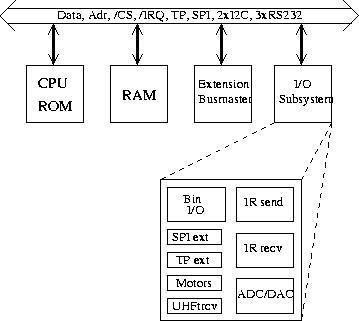 Data, Adr, /CS, /IRQ, TP, SPI, 2xI2C, 3xRS232
CPU
ROM
RAM
Extension
Busmaster
I/O
Subsystem
Bin
I/O
IR send
SPI ext
TP ext
IR recv
Motors
UHFtrcv
ADC/DAC